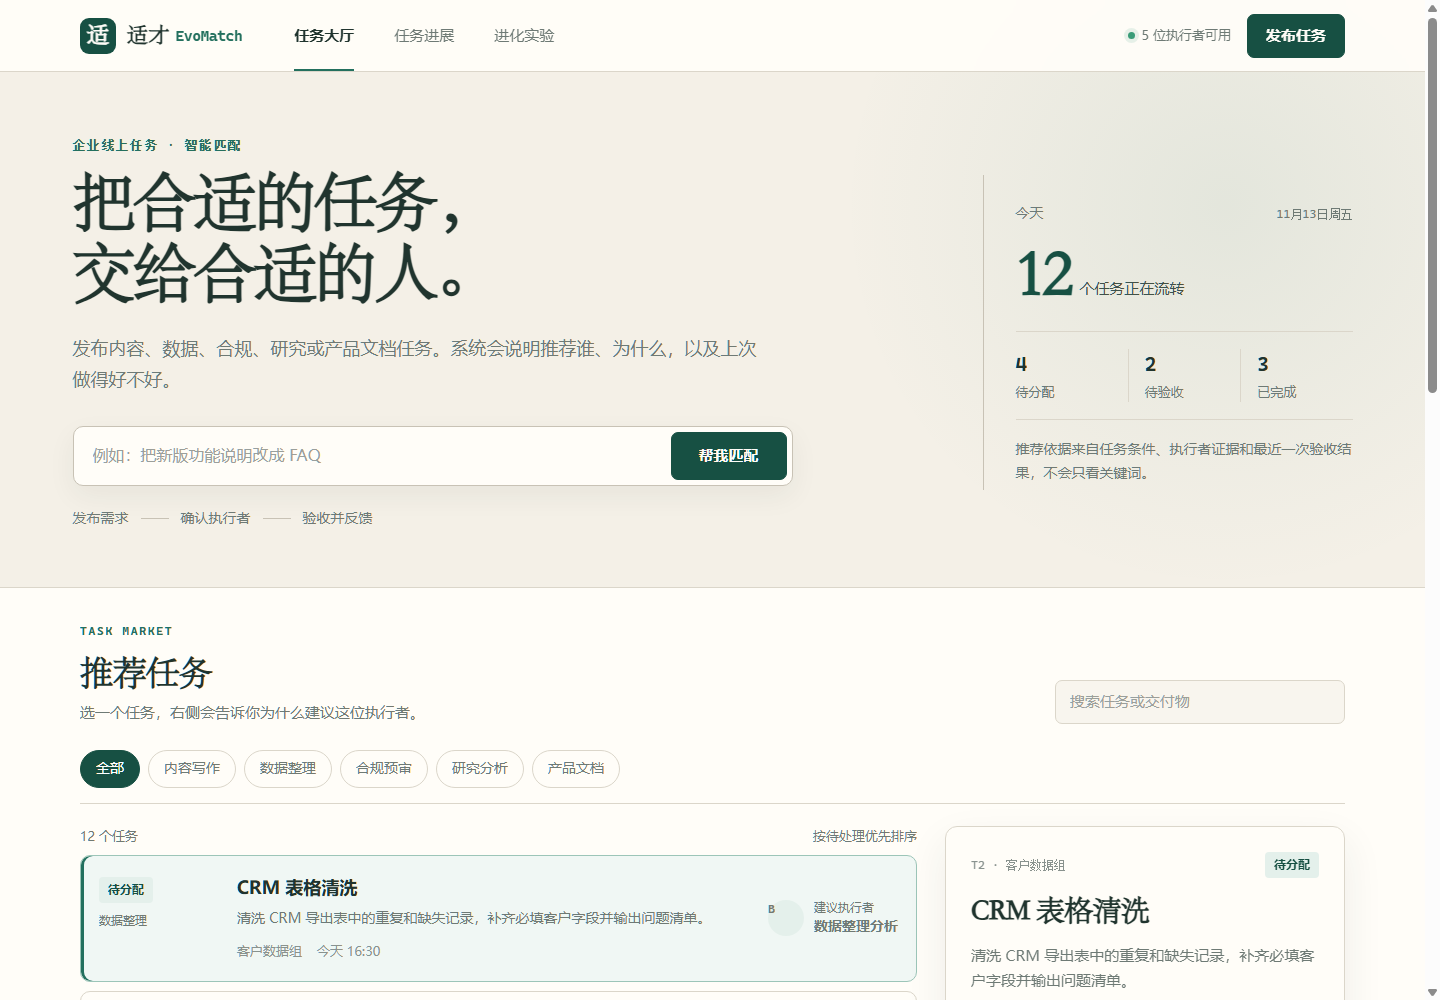 适 适才 EvoMatch 任务大厅 任务进展 进化实验 5 位执行者可用 发布任务
企业线上任务 · 智能匹配
把合适的任务，
交给合适的人。
发布内容、数据、合规、研究或产品文档任务。系统会说明推荐谁、为什么，以及上次
做得好不好。
例如：把新版功能说明改成 FAQ 帮我匹配
发布需求 确认执行者 验收并反馈
今天 11月13日周五
12 个任务正在流转
4 2 3
待分配 待验收 已完成
推荐依据来自任务条件、执行者证据和最近一次验收结
果，不会只看关键词。
TASK MARKET
推荐任务
选一个任务，右侧会告诉你为什么建议这位执行者。
搜索任务或交付物
全部 内容写作 数据整理 合规预审 研究分析 产品文档
12 个任务 按待处理优先排序
待分配
数据整理
CRM 表格清洗
清洗 CRM 导出表中的重复和缺失记录，补齐必填客户字段并输出问题清单。
客户数据组 今天 16:30
B
建议执行者
数据整理分析
T2 · 客户数据组 待分配
CRM 表格清洗
清洗 CRM 导出表中的重复和缺失记录，补齐必填客
户字段并输出问题清单。